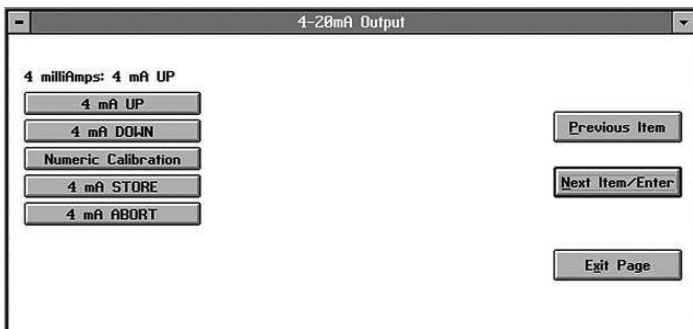 4-20mA Output
4 milliAmps: 4 mA UP
4 mA UP
4 mA DOWN
Numeric Calibration
4 mA STORE
4 mA ABORT
Previous Item
Next Item/Enter
Exit Page